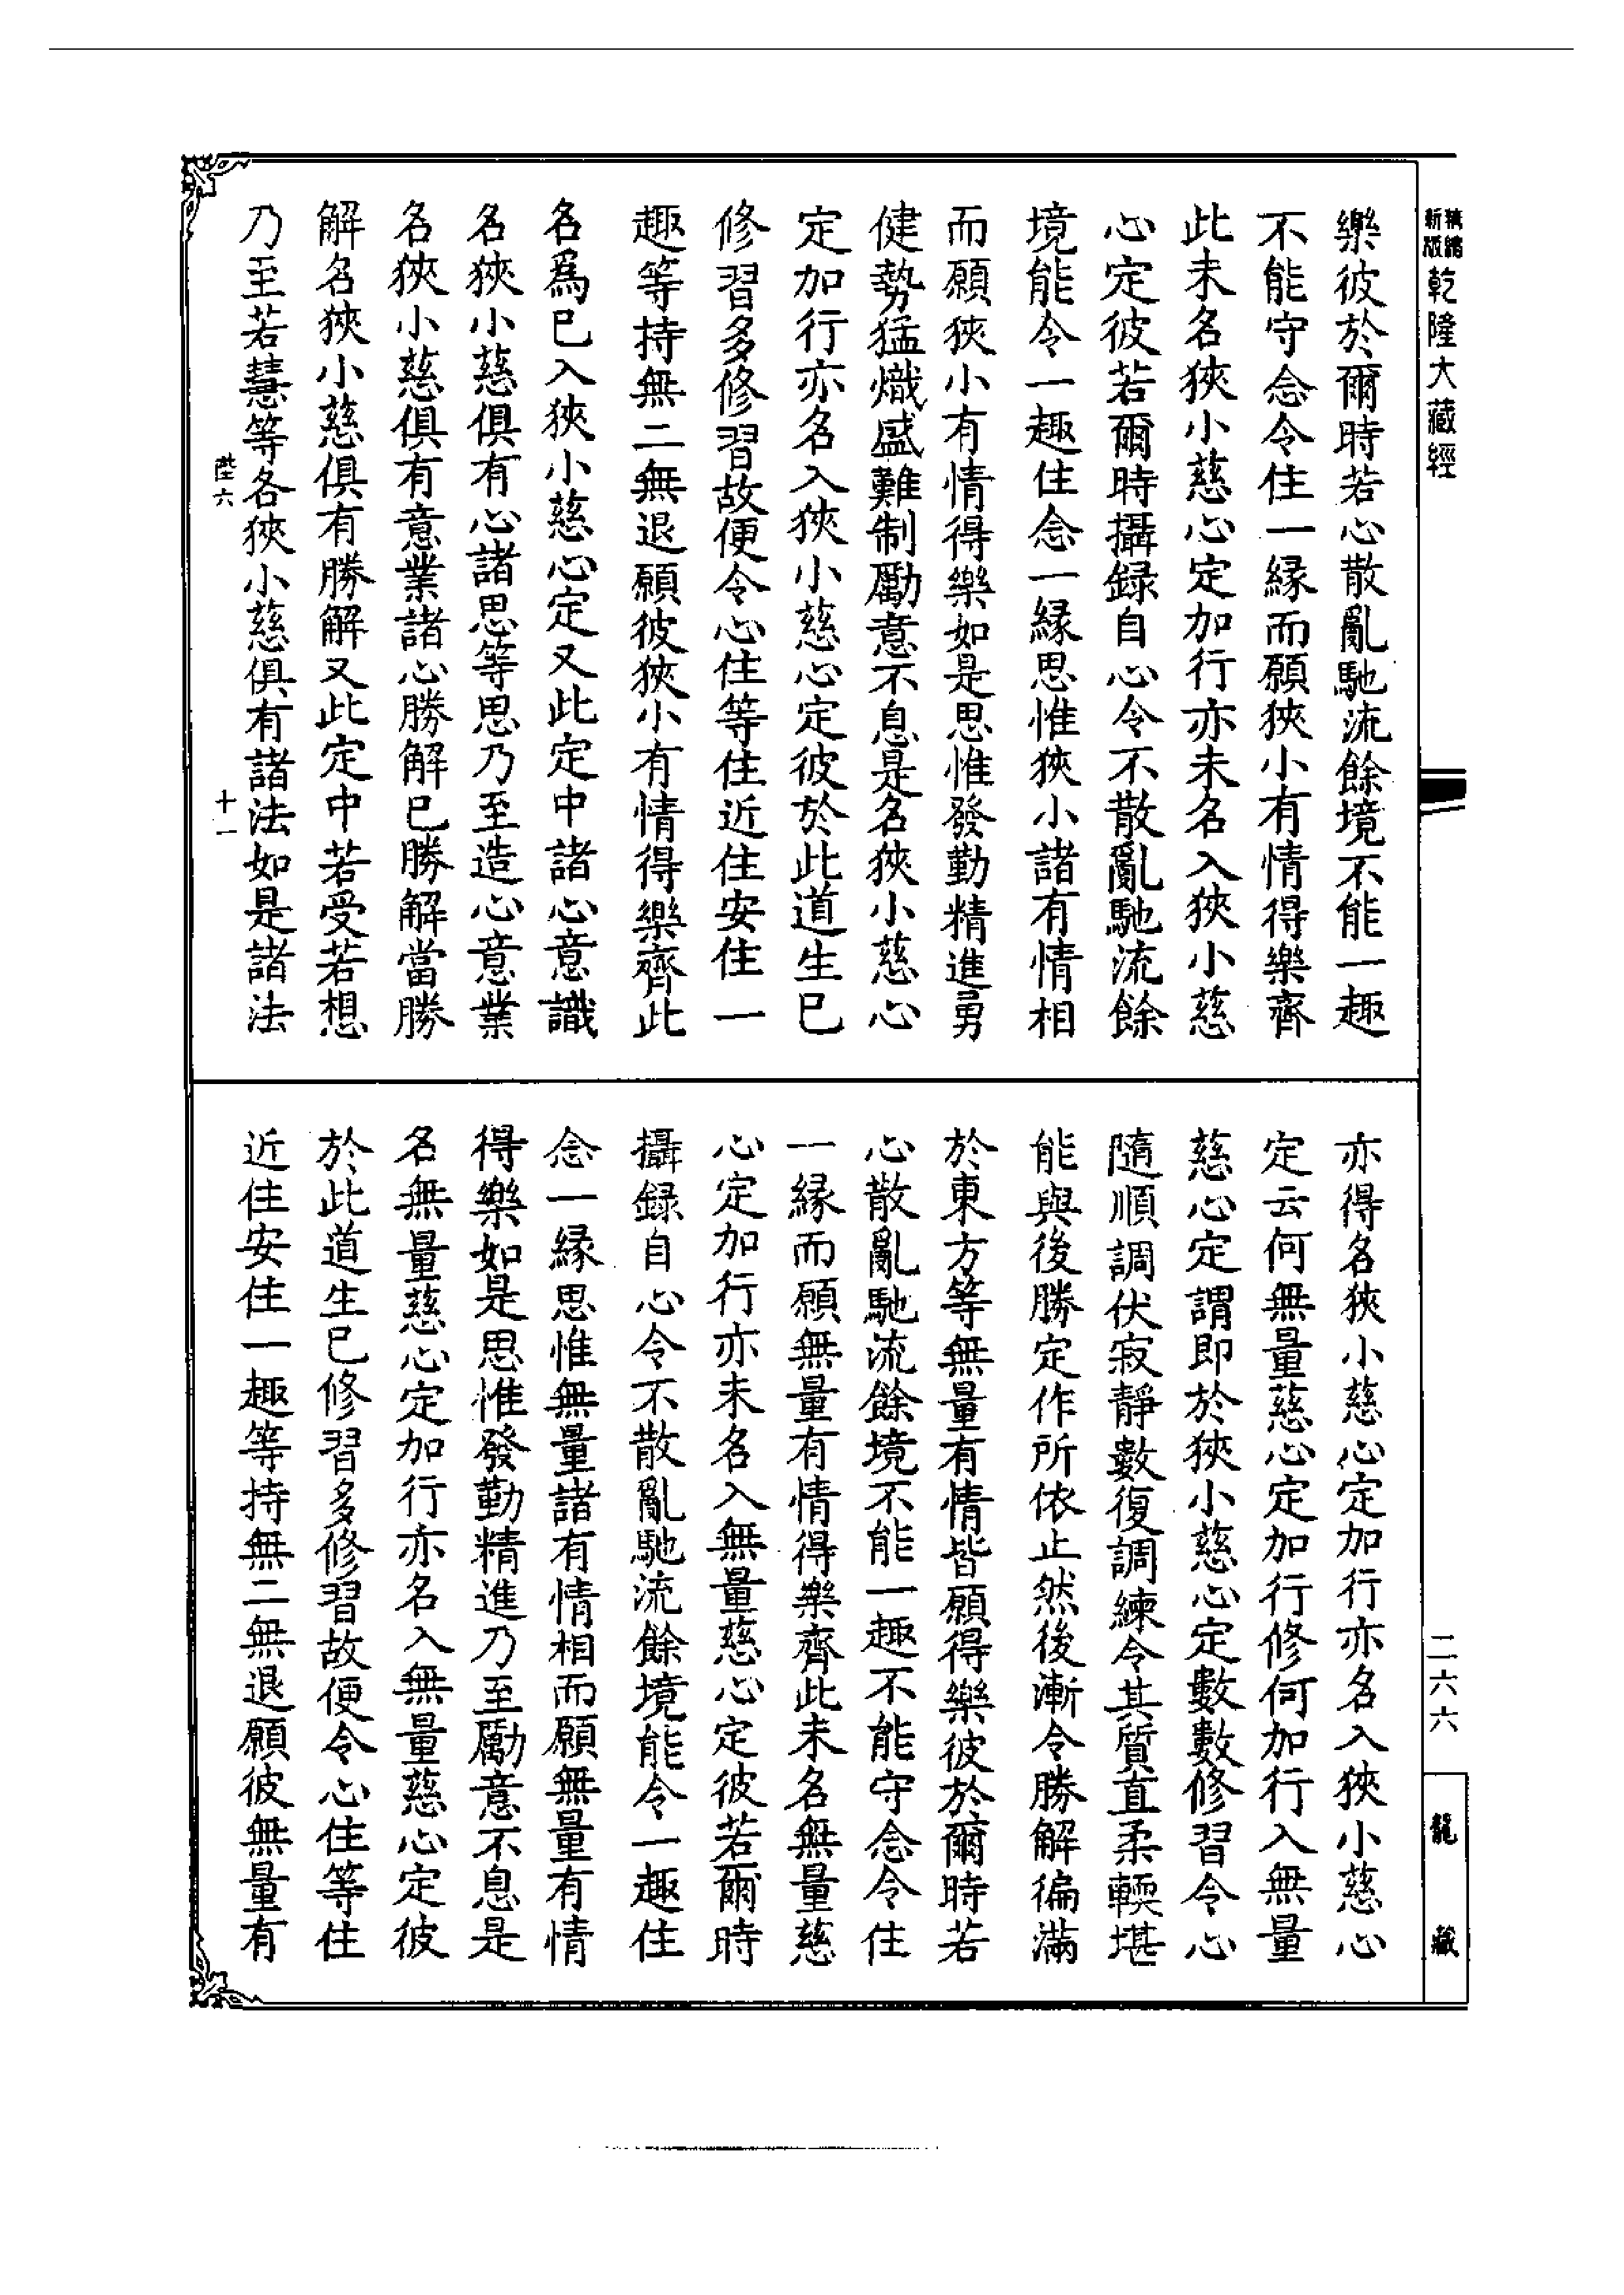 新編縮版
乾隆大藏經
樂彼於爾時若心散亂馳流餘境不能一趣
不能守念令住一緣而願狹小有情得樂齊
此未名狹小慈心定加行亦未名入狹小慈
心定彼若爾時攝録自心令不散亂馳流餘
境能令一趣住念一緣思惟狹小諸有情相
而願狹小有情得樂如是思惟發勤精進勇
健勢猛熾盛難制勵意不息是名狹小慈心
定加行亦名入狹小慈心定彼於此道生巳
修習多修習故便令心住等住近住安住一
趣等持無二無退願彼狹小有情得樂齊此
名爲巳入狹小慈心定又此定中諸心意識
名狹小慈俱有心諸思等思乃至造心意業
名狹小慈俱有意業諸心勝解巳勝解當勝
解名狹小慈俱有勝解又此定中若受若想
乃至若慧等各狹小慈俱有諸法如是諸法
陛六
十一
亦得名狹小慈心定加行亦名入狹小慈心
定云何無量慈心定加行修何加行入無量
慈心定謂即於狹小慈心定數數修習令心
隨順調伏寂靜數復調練令其質直柔輭堪
能與後勝定作所依止然後漸令勝解徧滿
於東方等無量有情皆願得樂彼於爾時若
心散亂馳流餘境不能一趣不能守念令住
一緣而願無量有情得樂齊此未名無量慈
心定加行亦未名入無量慈心定彼若爾時
攝録自心令不散亂馳流餘境能令一趣住
念一緣思惟無量諸有情相而願無量有情
得樂如是思惟發勤精進乃至勵意不息是
名無量慈心定加行亦名入無量慈心定彼
於此道生巳修習多修習故便令心住等住
近住安住一趣等持無二無退願彼無量有
二六六
龍藏